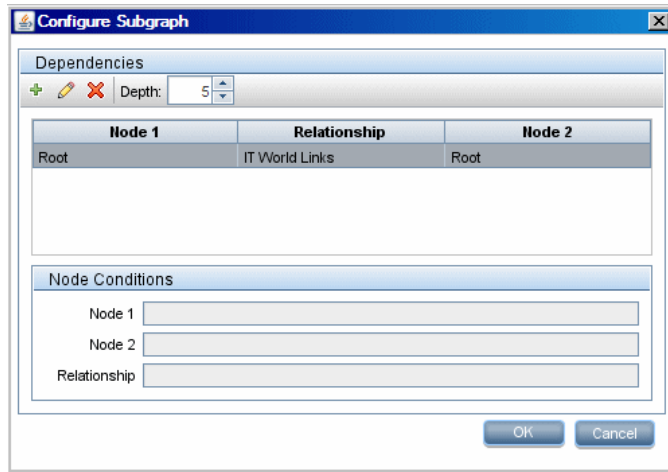 Configure Subgraph
Dependencies
Depth: 5
Node 1 Relationship Node 2
Root IT World Links Root
Node Conditions
Node 1
Node 2
Relationship
OK Cancel